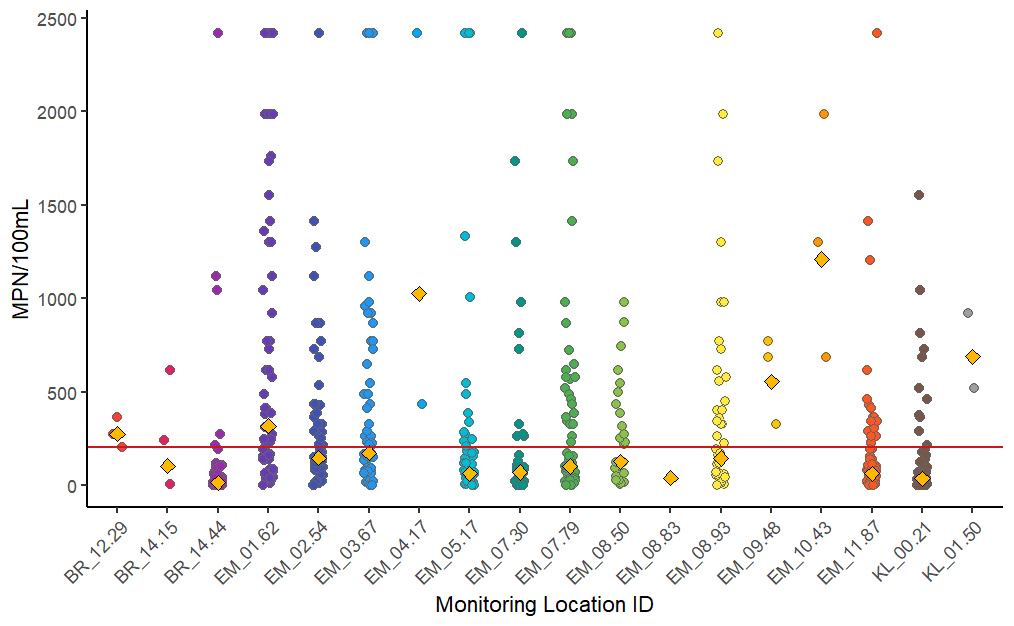 MPN/100mL
2500
2000
1500
1000
500
0
BR_12.29
BR_14.15
BR_14.44
EM_01.62
EM_02.54
EM_03.67
EM_04.17
EM_05.17
EM_07.30
EM_07.79
EM_08.50
EM_08.83
EM_08.93
EM_09.48
EM_10.43
EM_11.87
KL_00.21
KL_01.50
Monitoring Location ID